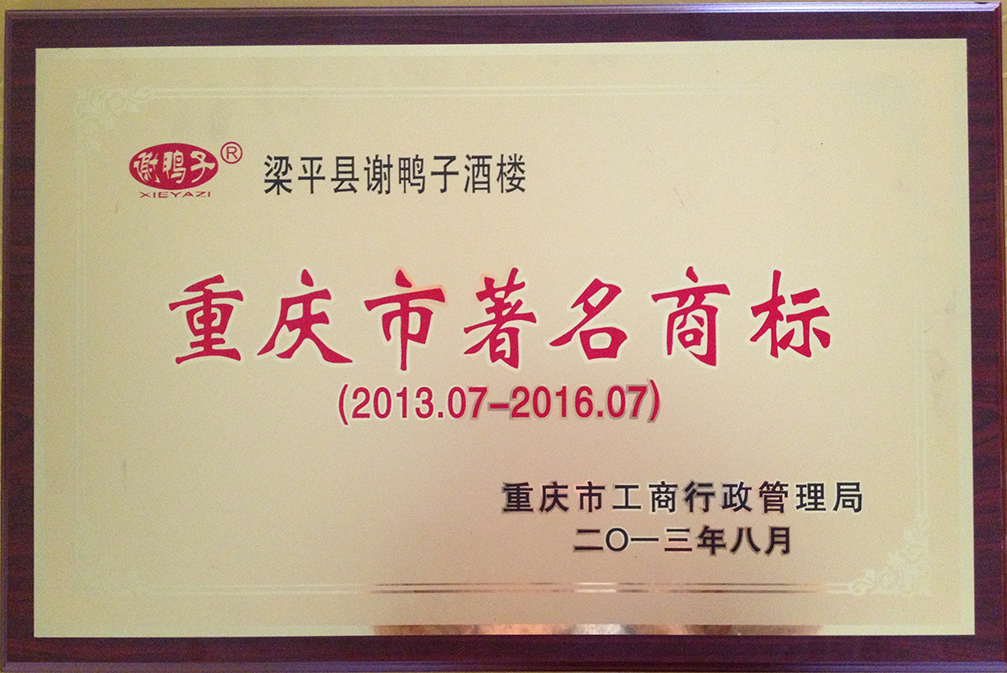 谢鸭子®
XIEYAZI
梁平县谢鸭子酒楼
重庆市著名商标
(2013.07-2016.07)
重庆市工商行政管理局
二〇一三年八月